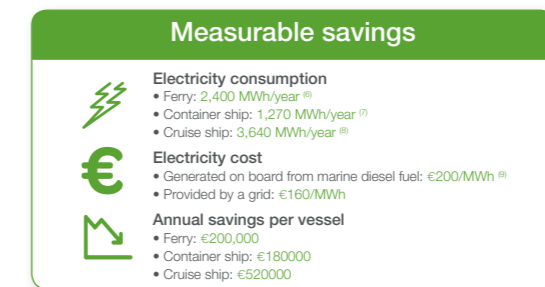 Measurable savings
Electricity consumption
• Ferry: 2,400 MWh/year (6)
• Container ship: 1,270 MWh/year (7)
• Cruise ship: 3,640 MWh/year (8)
€
Electricity cost
• Generated on board from marine diesel fuel: €200/MWh (9)
• Provided by a grid: €160/MWh
Annual savings per vessel
• Ferry: €200,000
• Container ship: €180000
• Cruise ship: €520000